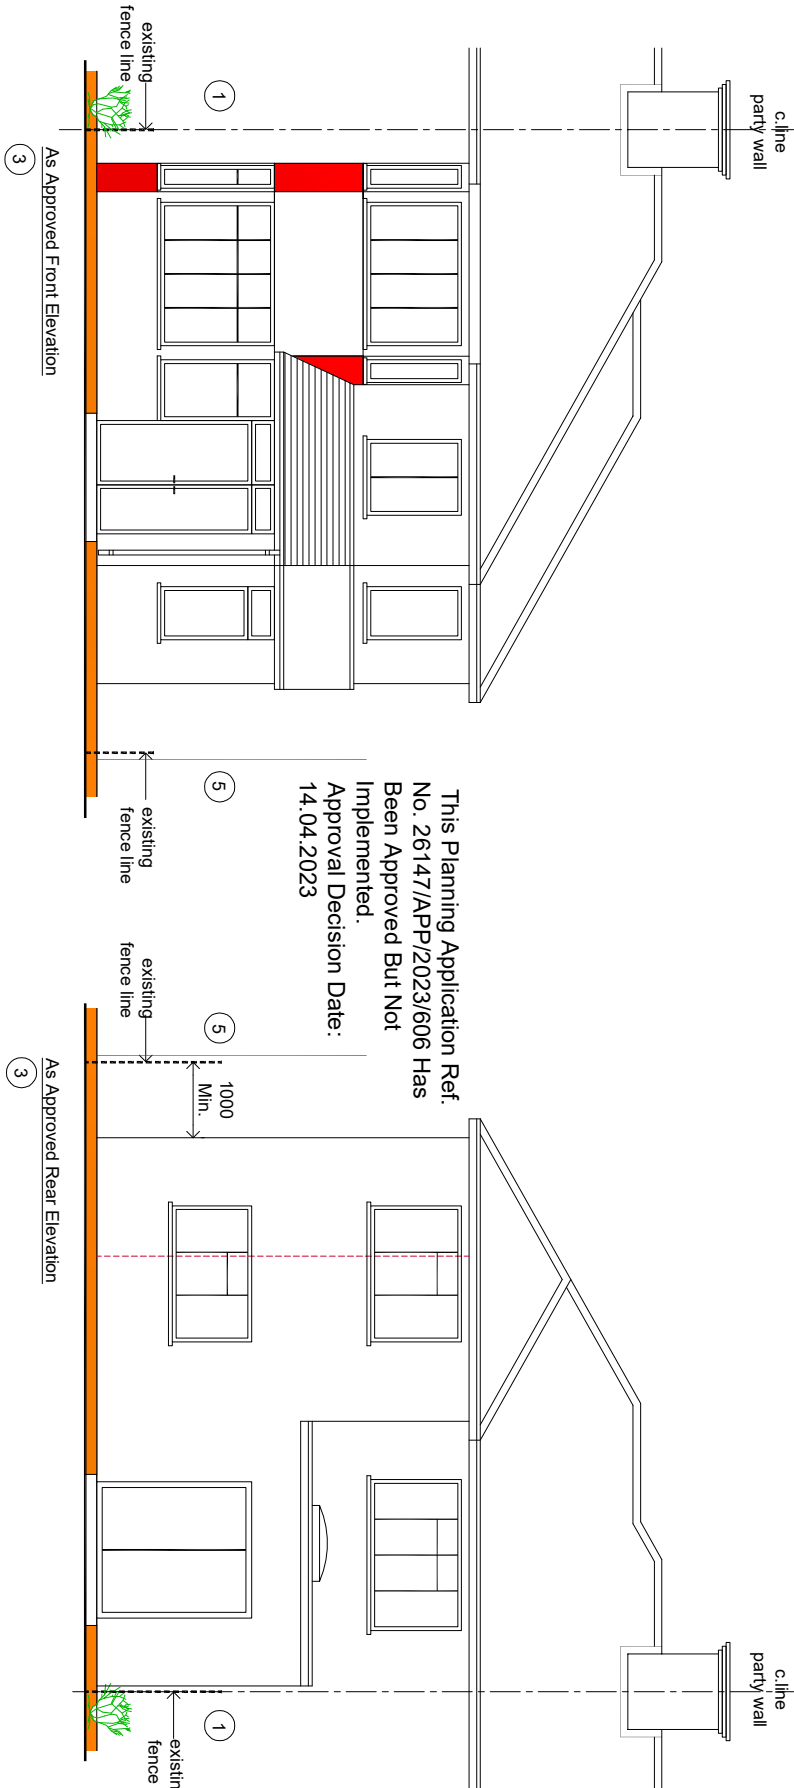 c.line
party wall
existing
fence line
1
As Approved Front Elevation
3
existing
fence line
5
This Planning Application Ref.
No. 26147/APP/2023/606 Has
Been Approved But Not
Implemented.
Approval Decision Date:
14.04.2023
existing
fence line
5
1000
Min.
As Approved Rear Elevation
3
c.line
party wall
1
existin
fence